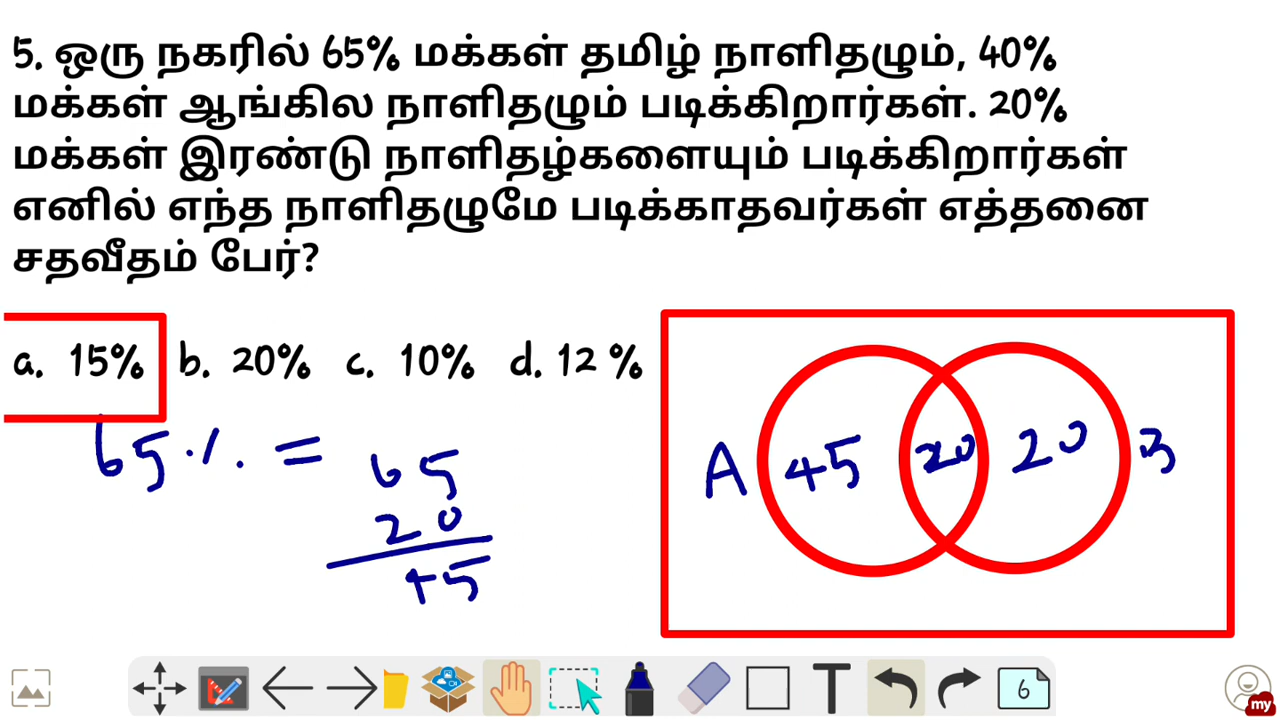 5. ஒரு நகரில் 65% மக்கள் தமிழ் நாளிதழும், 40%
மக்கள் ஆங்கில நாளிதழும் படிக்கிறார்கள். 20%
மக்கள் இரண்டு நாளிதழ்களையும் படிக்கிறார்கள்
எனில் எந்த நாளிதழுமே படிக்காதவர்கள் எத்தனை
சதவீதம் பேர்?
a. 15% b. 20% c. 10% d. 12 %
65 % = 65
20
45
A 45 20 20 B
6
my